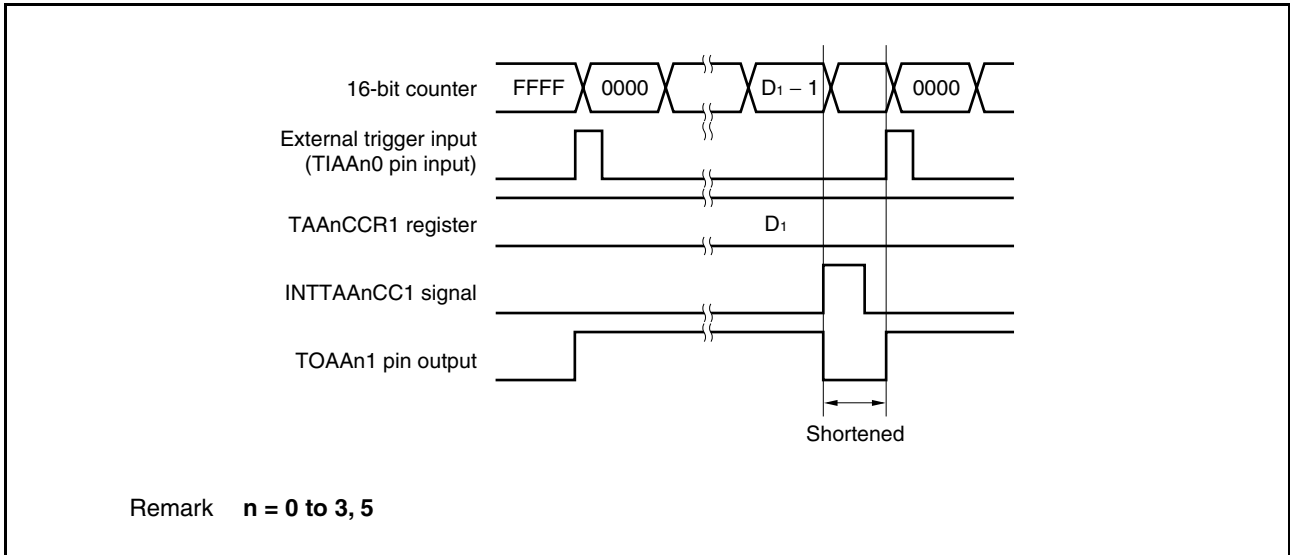 16-bit counter FFFF 0000 D₁ – 1 0000
External trigger input
(TIAAn0 pin input)
TAAnCCR1 register D₁
INTTAAnCC1 signal
TOAAn1 pin output
Shortened
Remark n = 0 to 3, 5